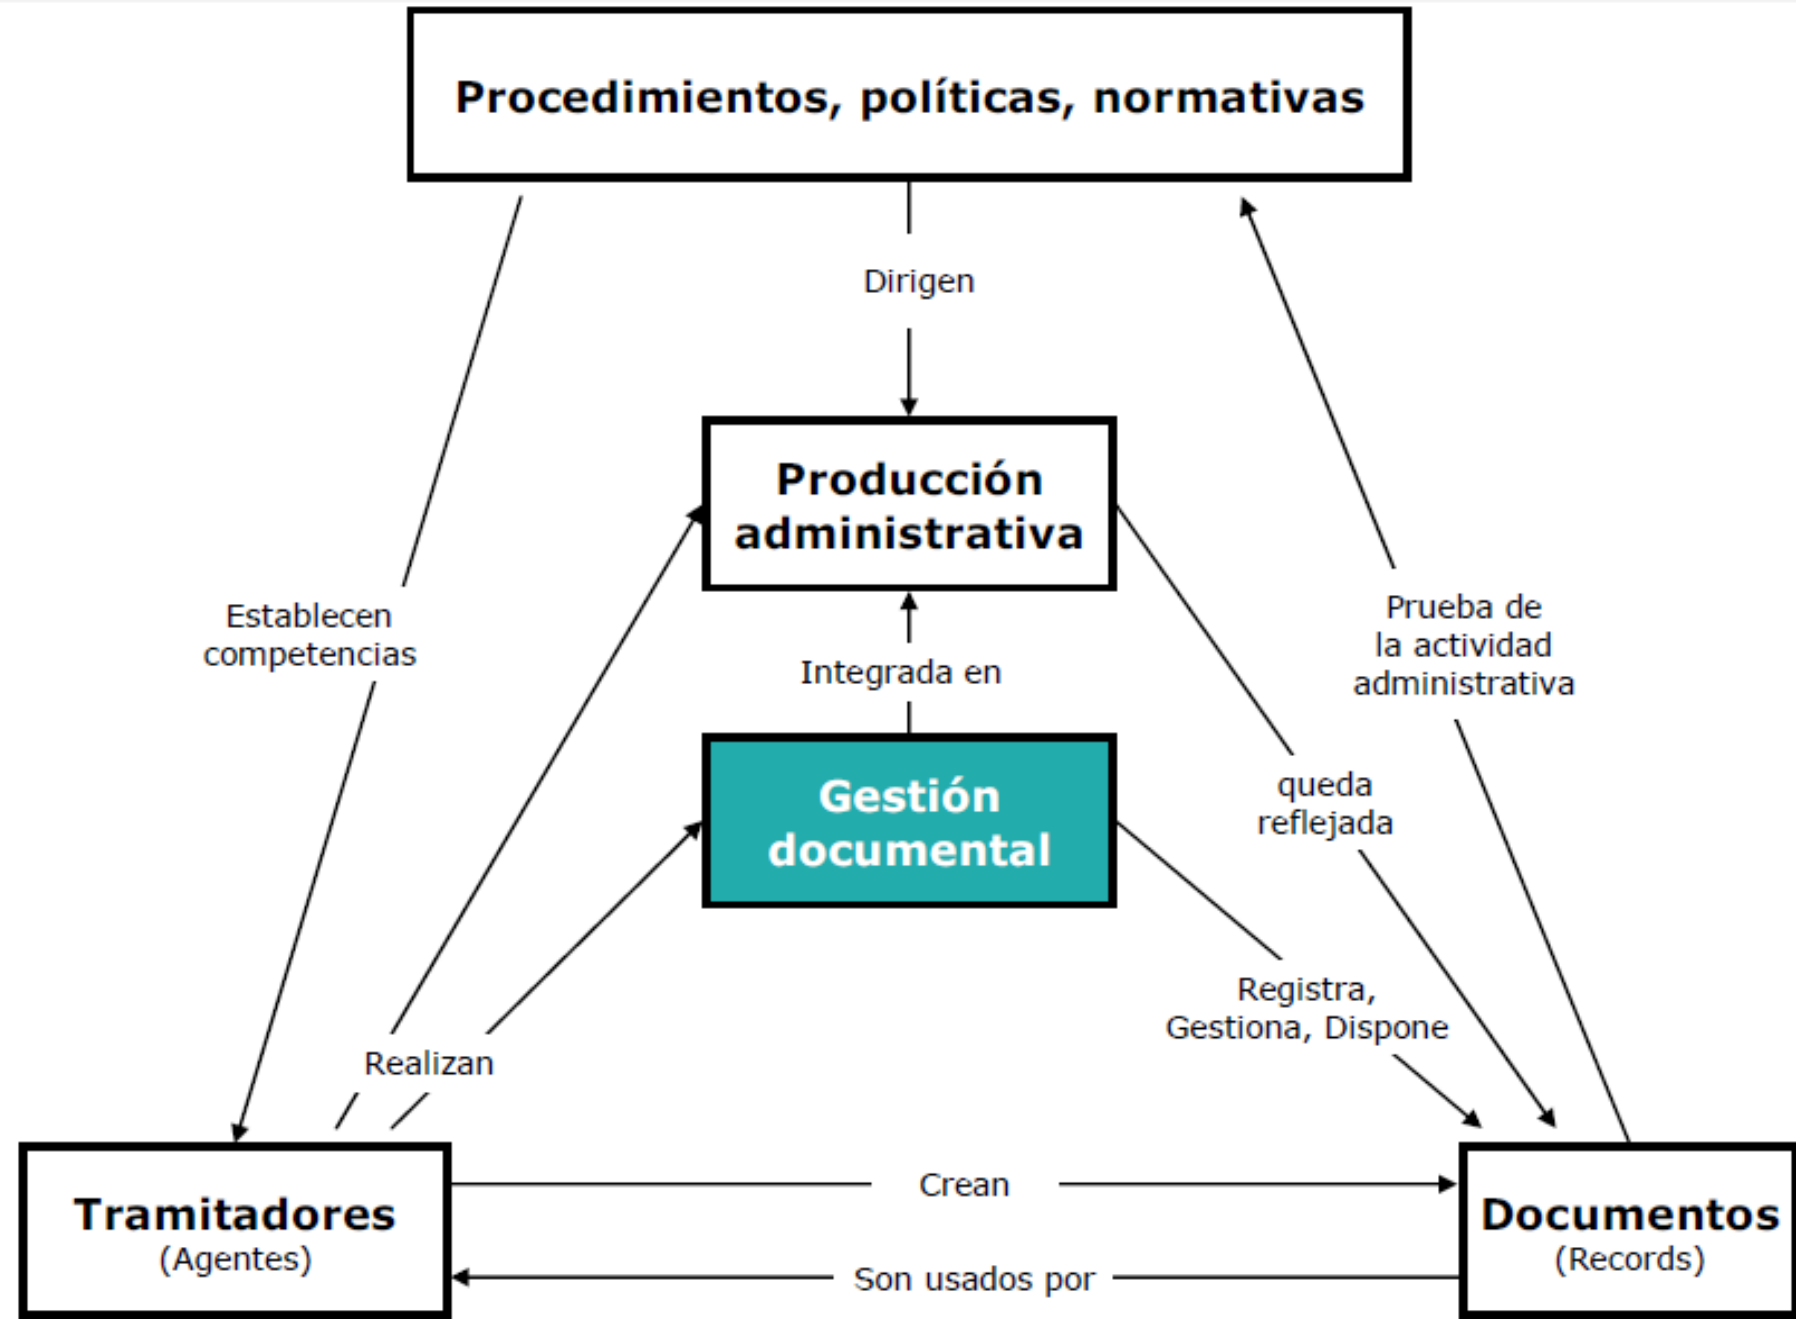 Procedimientos, políticas, normativas
Dirigen
Producción
administrativa
Establecen
competencias
Prueba de
la actividad
administrativa
Integrada en
Gestión
documental
queda
reflejada
Registra,
Gestiona, Dispone
Realizan
Tramitadores
(Agentes)
Crean
Son usados por
Documentos
(Records)